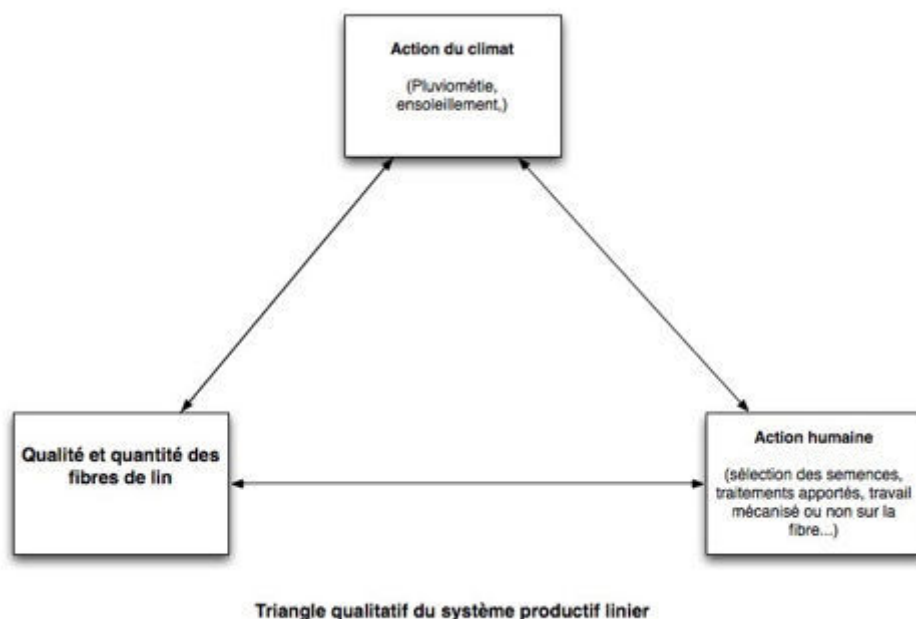 Action du climat
(Pluviométie,
ensoleillement,)
Qualité et quantité des
fibres de lin
Action humaine
(sélection des semences,
traitements apportés, travail
mécanisé ou non sur la
fibre...)
Triangle qualitatif du système productif linier